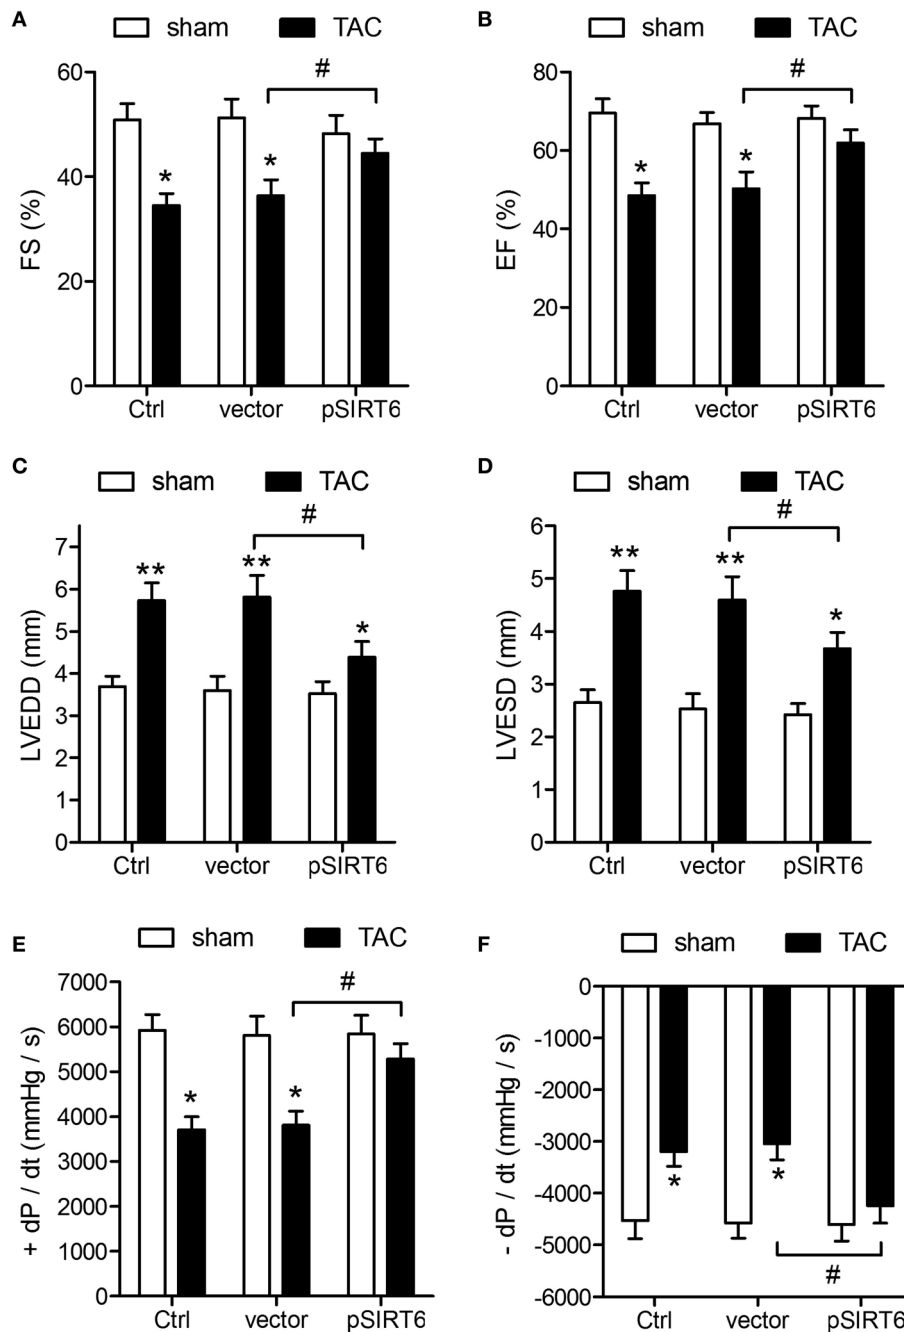 A
sham TAC
#
60
40
20
0
FS (%)
* *
Ctrl vector pSIRT6
B
sham TAC
#
80
60
40
20
0
EF (%)
* *
Ctrl vector pSIRT6
C
sham TAC
#
7
6
5
4
3
2
1
0
LVEDD (mm)
** ** *
Ctrl vector pSIRT6
D
sham TAC
#
6
5
4
3
2
1
0
LVESD (mm)
** ** *
Ctrl vector pSIRT6
E
sham TAC
#
7000
6000
5000
4000
3000
2000
1000
0
+ dP / dt (mmHg / s)
* *
Ctrl vector pSIRT6
F
sham TAC
0
-1000
-2000
-3000
-4000
-5000
-6000
- dP / dt (mmHg / s)
* *
#
Ctrl vector pSIRT6